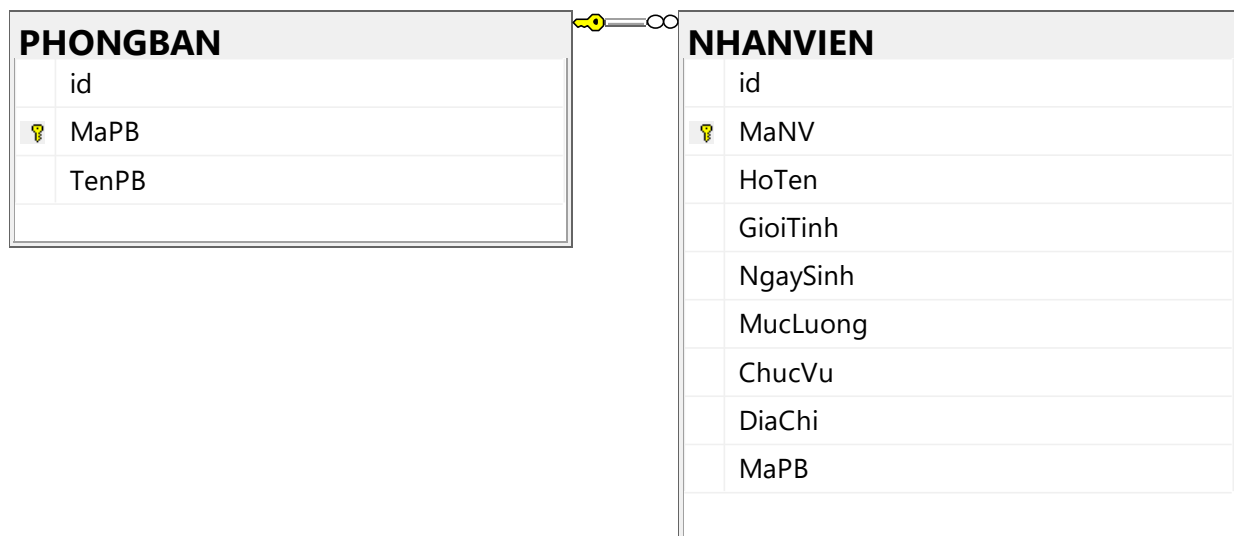 PHONGBAN
id
MaPB
TenPB
NHANVIEN
id
MaNV
HoTen
GioiTinh
NgaySinh
MucLuong
ChucVu
DiaChi
MaPB